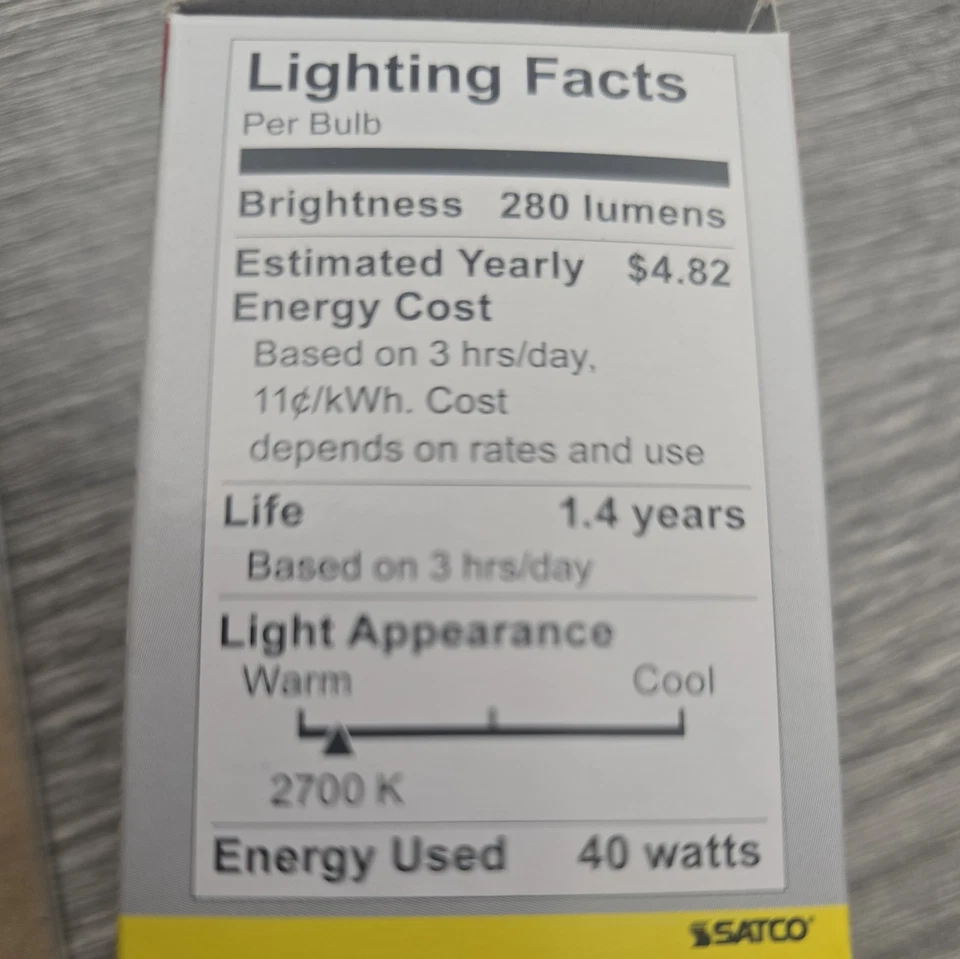 Lighting Facts
Per Bulb
Brightness 280 lumens
Estimated Yearly $4.82
Energy Cost
Based on 3 hrs/day,
11¢/kWh. Cost
depends on rates and use
Life 1.4 years
Based on 3 hrs/day
Light Appearance
Warm Cool
2700 K
Energy Used 40 watts
SATCO